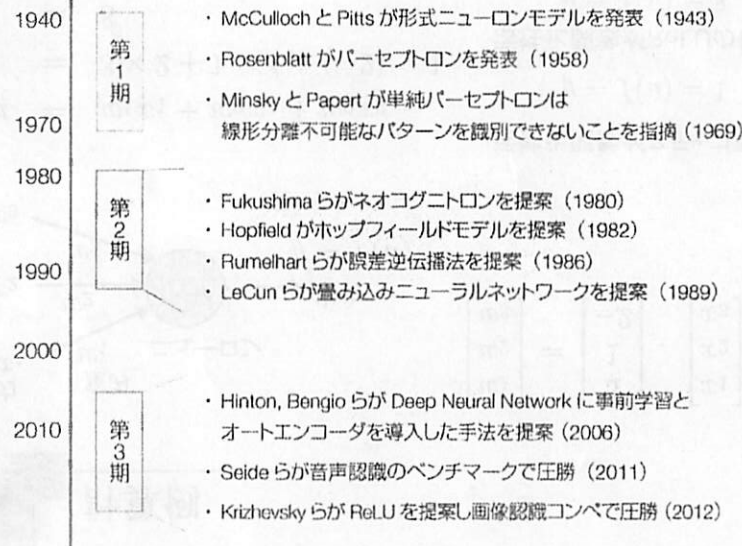 1940
第1期
・McCulloch と Pitts が形式ニューロンモデルを発表（1943）
・Rosenblatt がパーセプトロンを発表（1958）
・Minsky と Papert が単純パーセプトロンは
線形分離不可能なパターンを識別できないことを指摘（1969）
1970
1980
第2期
・Fukushima らがネオコグニトロンを提案（1980）
・Hopfield がホップフィールドモデルを提案（1982）
・Rumelhart らが誤差逆伝播法を提案（1986）
1990
・LeCun らが畳み込みニューラルネットワークを提案（1989）
2000
第3期
・Hinton, Bengio らが Deep Neural Network に事前学習と
2010
オートエンコーダを導入した手法を提案（2006）
・Seide らが音声認識のベンチマークで圧勝（2011）
・Krizhevsky らが ReLU を提案し画像認識コンペで圧勝（2012）